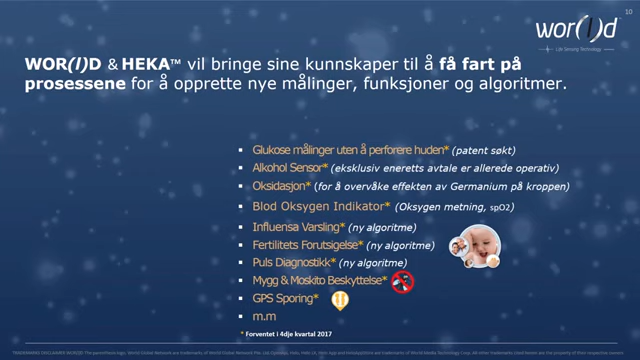 10
wor(l)d
Life Sensing Technology
WOR(l)D & HEKA™ vil bringe sine kunnskaper til å få fart på
prosessene for å opprette nye målinger, funksjoner og algoritmer.
▪ Glukose målinger uten å perforere huden* (patent søkt)
▪ Alkohol Sensor* (eksklusiv eneretts avtale er allerede operativ)
▪ Oksidasjon* (for å overvåke effekten av Germanium på kroppen)
▪ Blod Oksygen Indikator* (Oksygen metning, spO2)
▪ Influensa Varsling* (ny algoritme)
▪ Fertilitets Forutsigelse* (ny algoritme)
▪ Puls Diagnostikk* (ny algoritme)
▪ Mygg & Moskito Beskyttelse*
▪ GPS Sporing*
▪ m.m
* Forventet i 4dje kvartal 2017